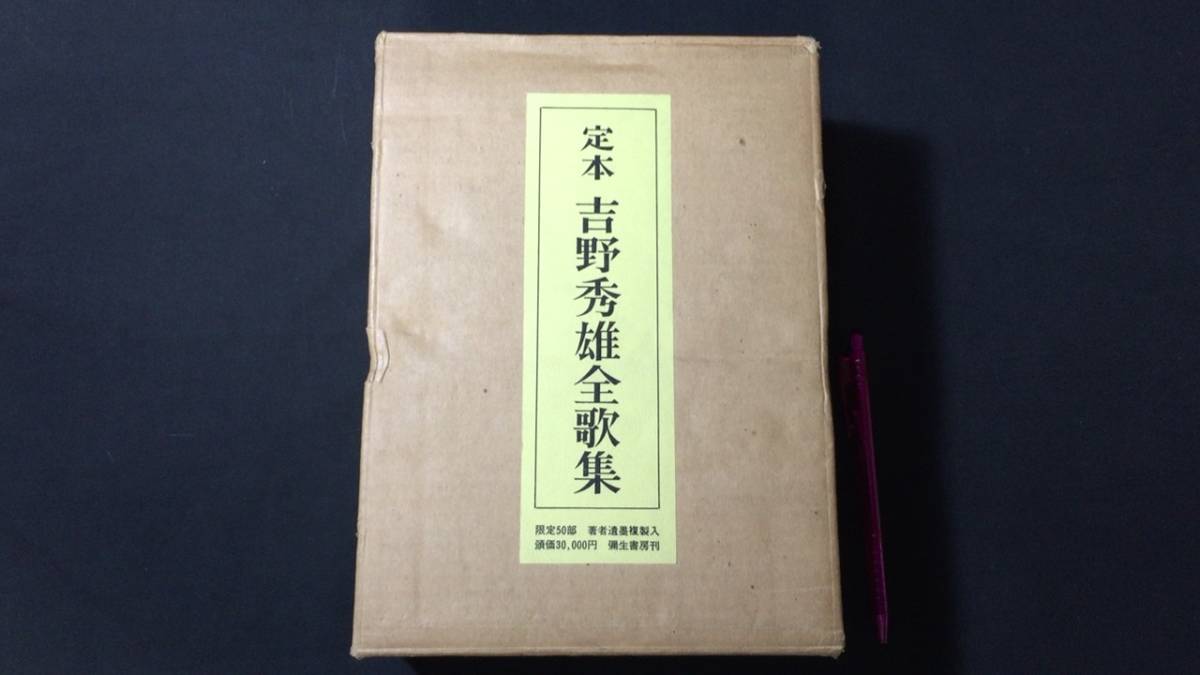 定本 吉野秀雄全歌集
限定50部 著者遺墨複製入
頒価30,000円 彌生書房刊